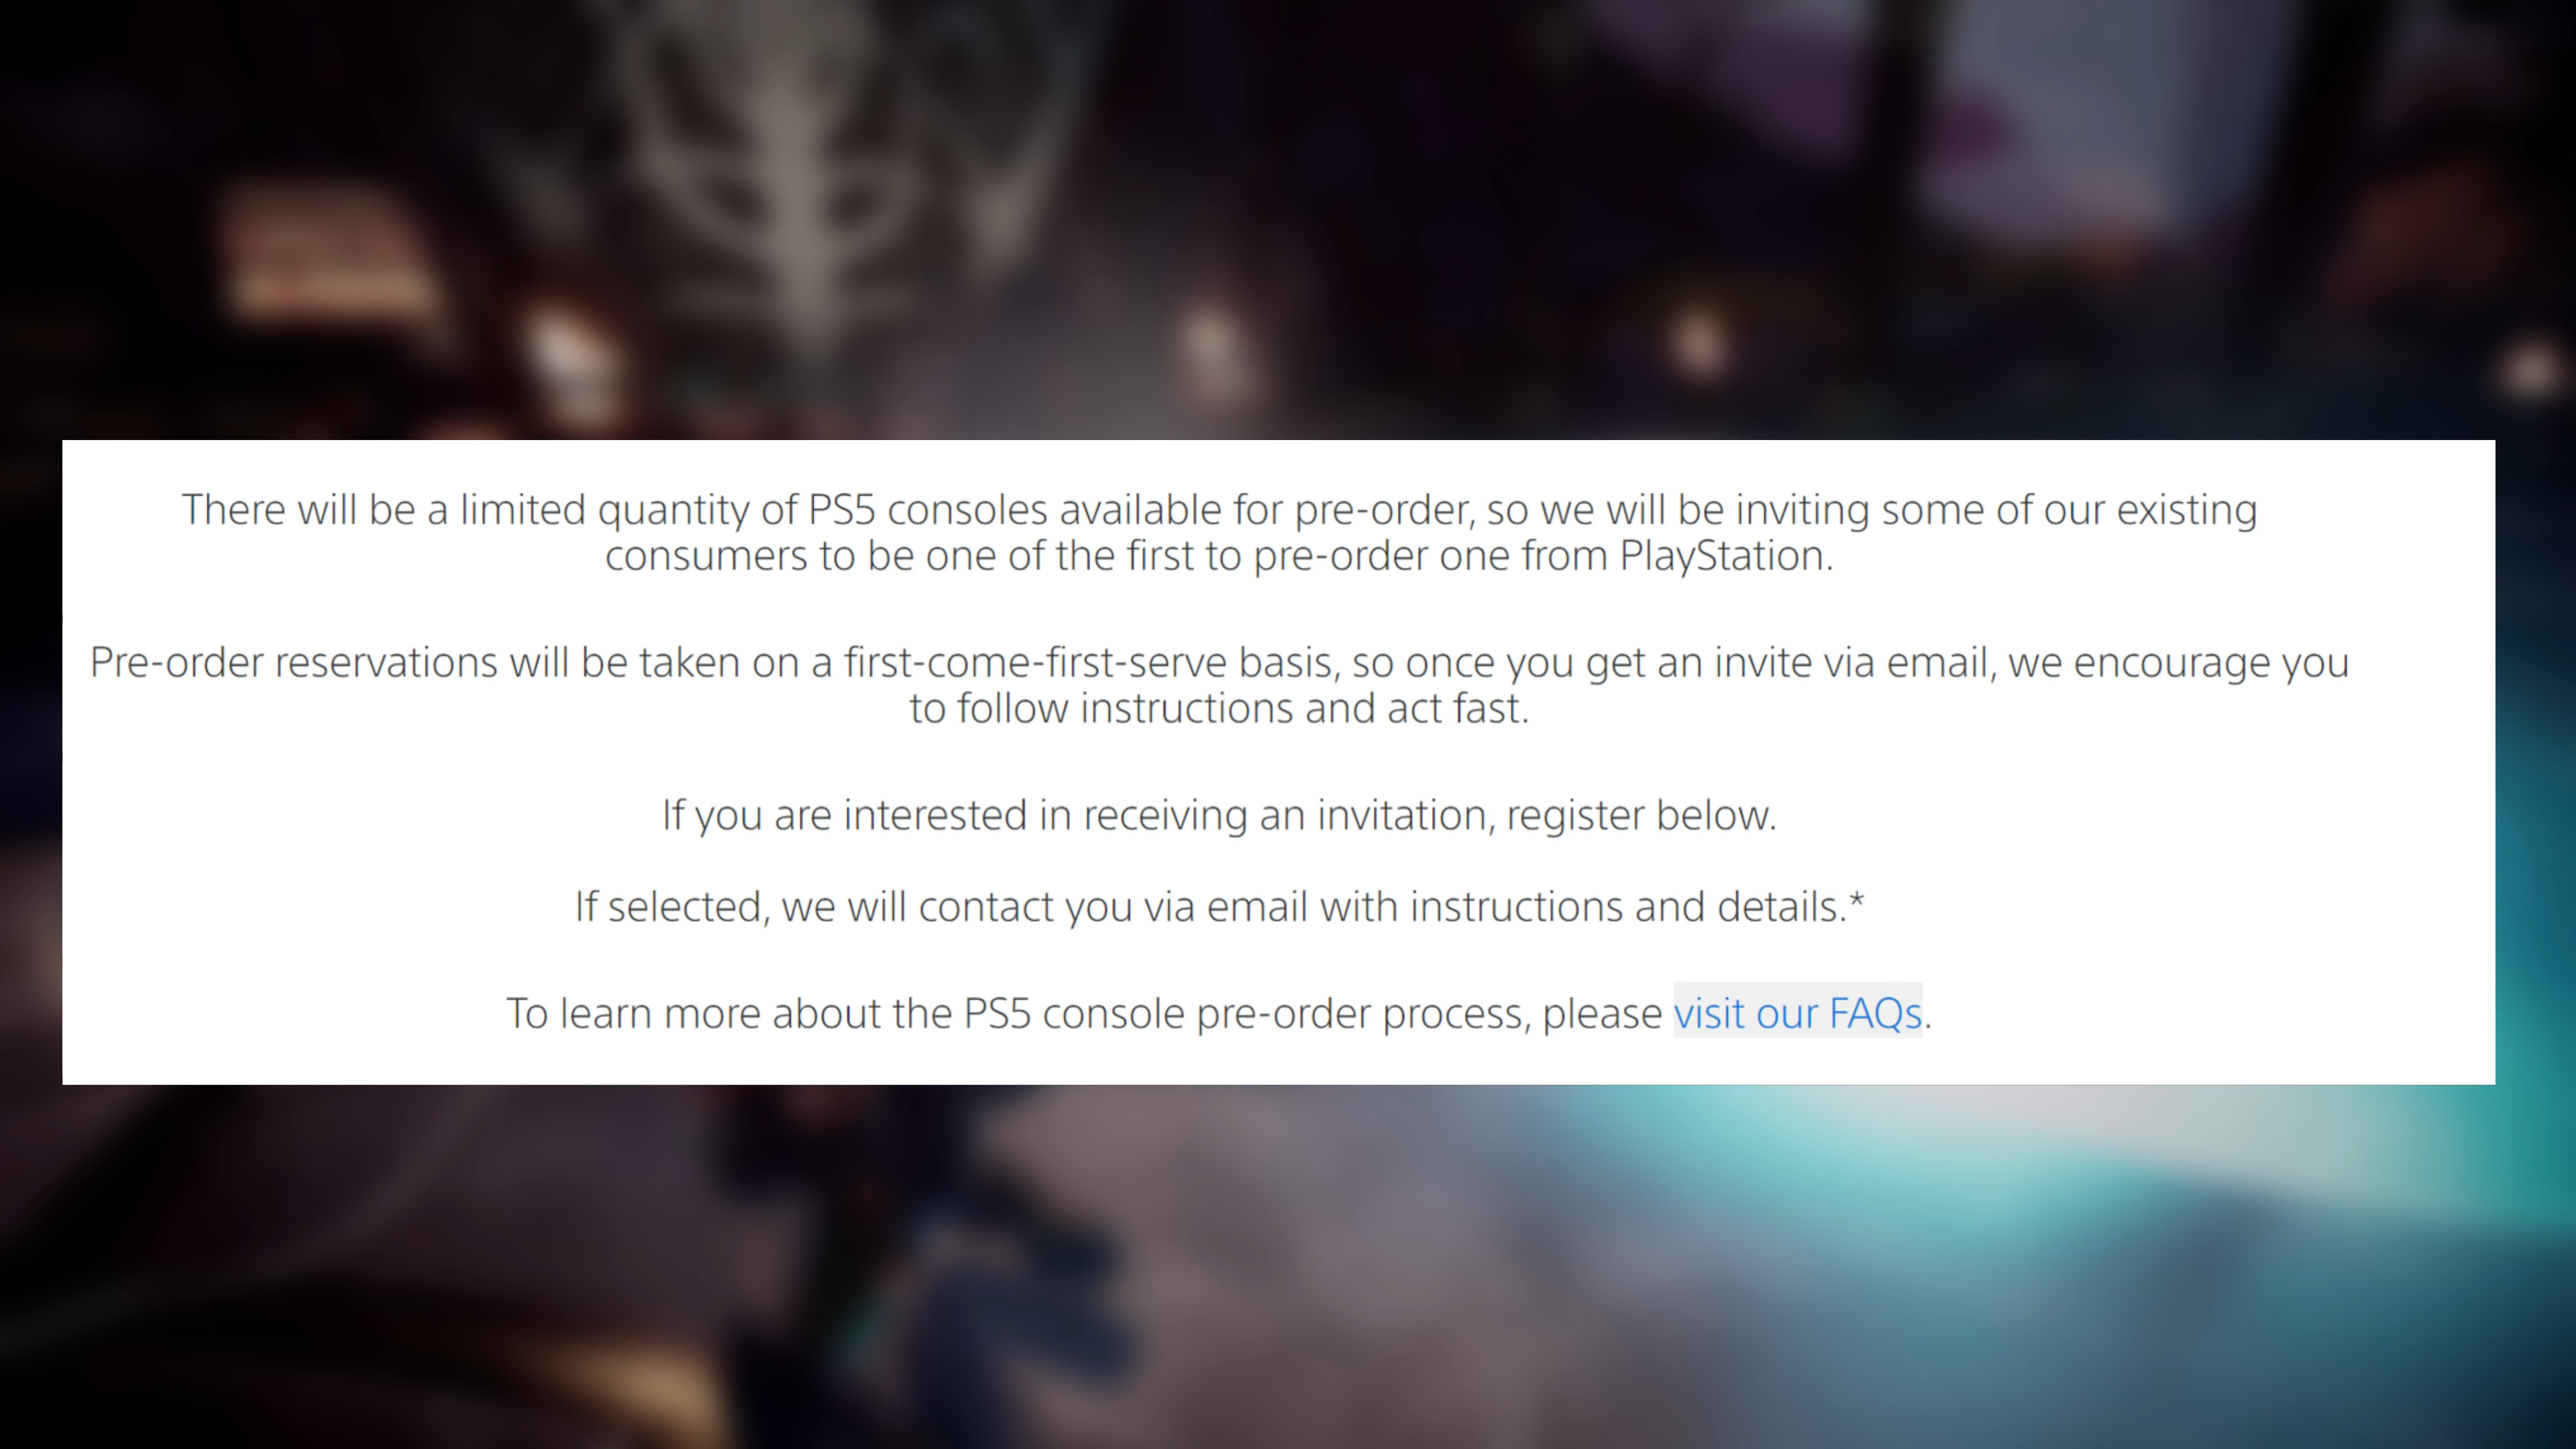 There will be a limited quantity of PS5 consoles available for pre-order, so we will be inviting some of our existing
consumers to be one of the first to pre-order one from PlayStation.
Pre-order reservations will be taken on a first-come-first-serve basis, so once you get an invite via email, we encourage you
to follow instructions and act fast.
If you are interested in receiving an invitation, register below.
If selected, we will contact you via email with instructions and details.*
To learn more about the PS5 console pre-order process, please visit our FAQs.